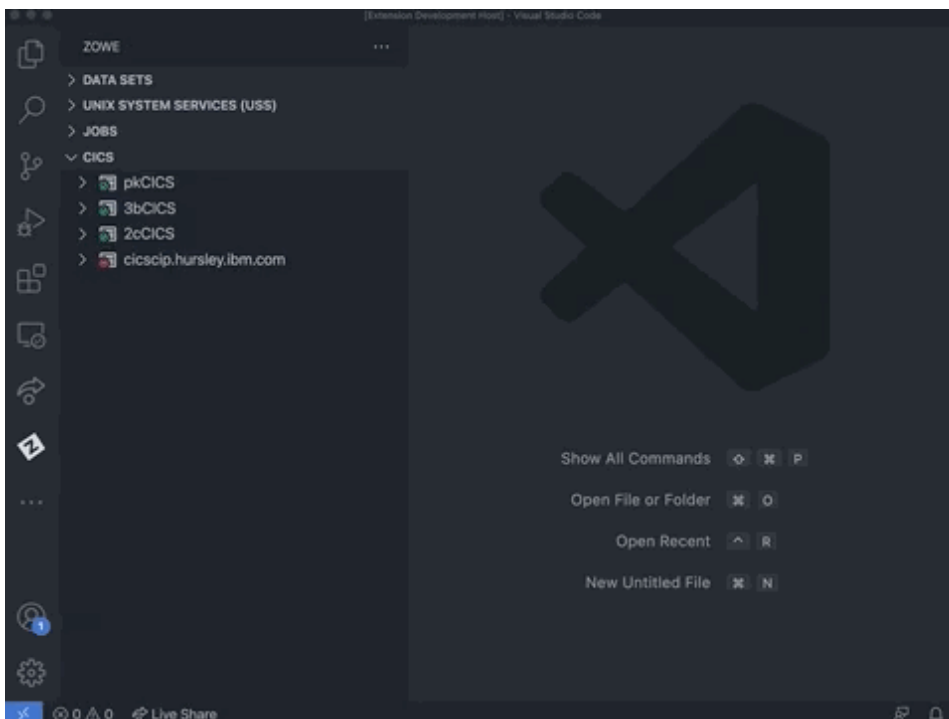 [Extension Development Host] - Visual Studio Code
ZOWE
DATA SETS
UNIX SYSTEM SERVICES (USS)
JOBS
CICS
pkCICS
3bCICS
2cCICS
cicscip.hursley.ibm.com
Show All Commands ⇧ ⌘ P
Open File or Folder ⌘ O
Open Recent ^ R
New Untitled File ⌘ N
1
0 0 Live Share